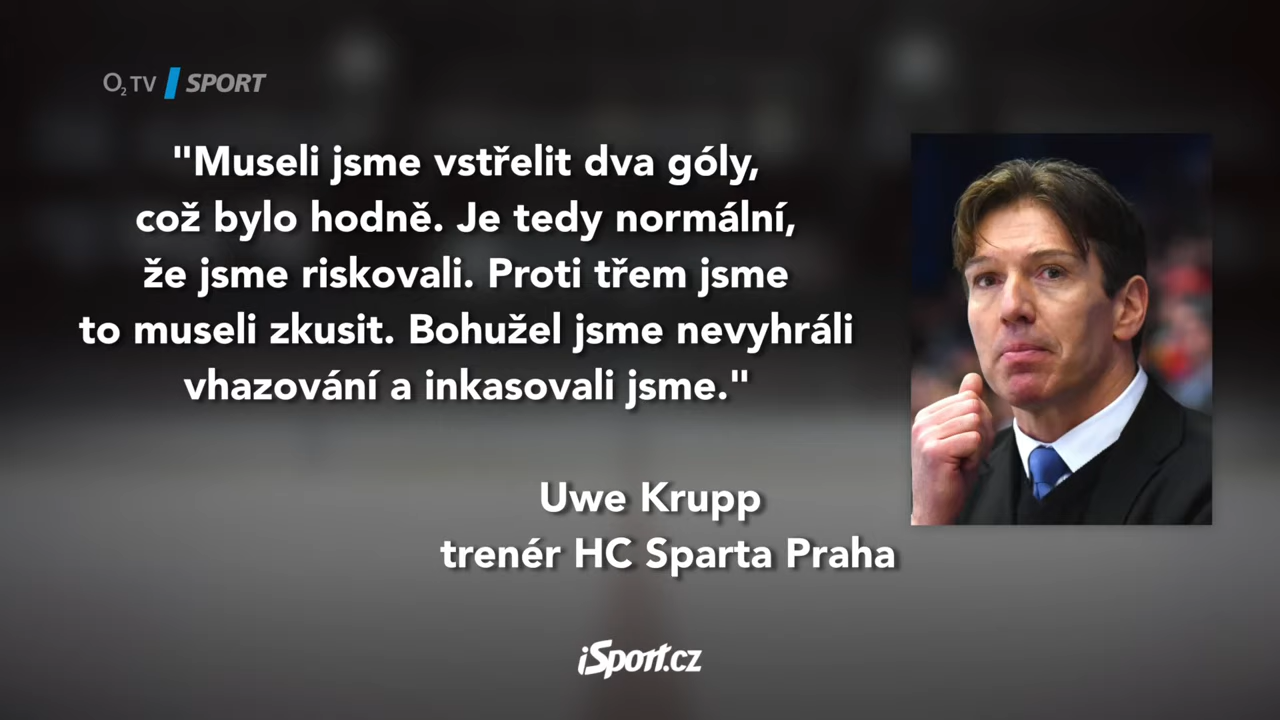 O2 TV SPORT
"Museli jsme vstřelit dva góly,
což bylo hodně. Je tedy normální,
že jsme riskovali. Proti třem jsme
to museli zkusit. Bohužel jsme nevyhráli
vhazování a inkasovali jsme."
Uwe Krupp
trenér HC Sparta Praha
iSport.cz